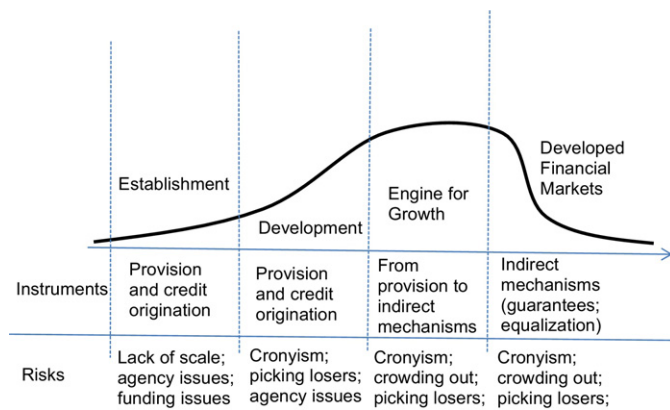 Establishment
Development
Engine for
Growth
Developed
Financial
Markets
Instruments
Provision
and credit
origination
Provision
and credit
origination
From
provision to
indirect
mechanisms
Indirect
mechanisms
(guarantees;
equalization)
Risks
Lack of scale;
agency issues;
funding issues
Cronyism;
picking losers;
agency issues
Cronyism;
crowding out;
picking losers;
Cronyism;
crowding out;
picking losers;